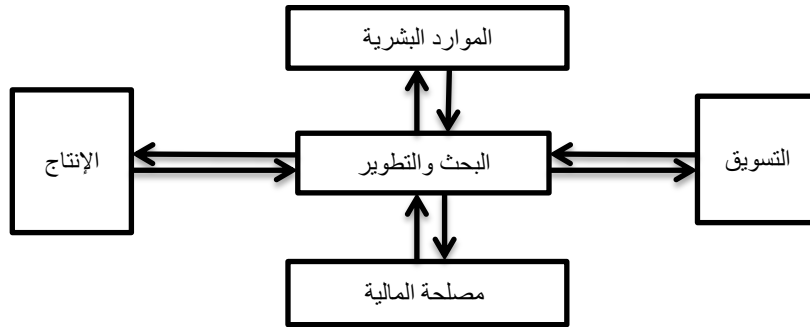 الموارد البشرية
الإنتاج
البحث والتطوير
التسويق
مصلحة المالية